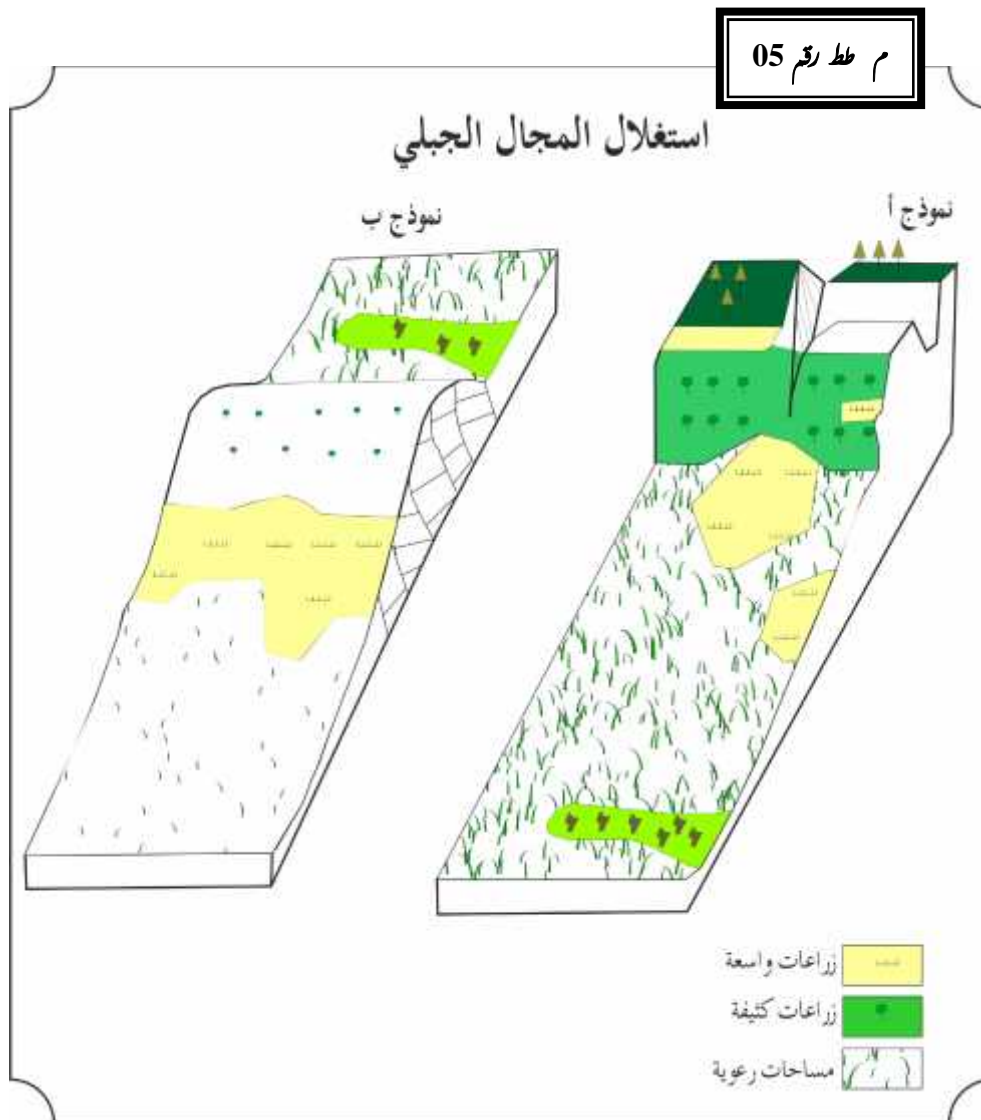 م طط رقم 05
استغلال المجال الجبلي
نموذج أ
نموذج ب
زراعات واسعة
زراعات كثيفة
مساحات رعوية